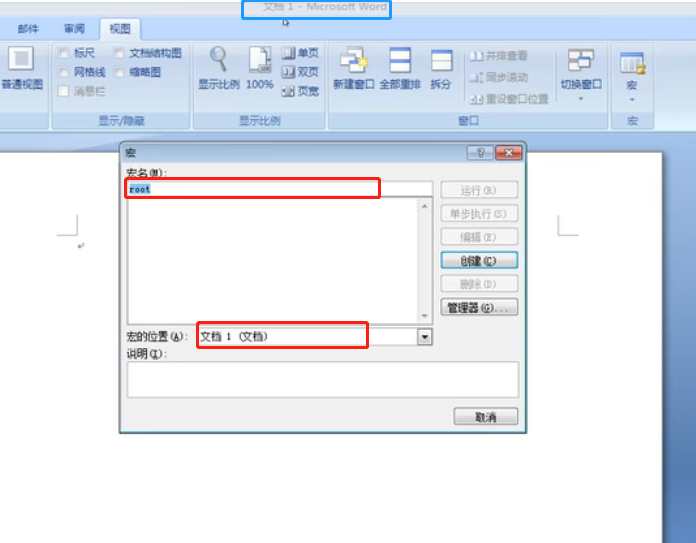 文档 1 - Microsoft Word
邮件 审阅 视图
标尺 文档结构图
网格线 缩略图
消息栏
普通视图
显示/隐藏
显示比例 100%
单页
双页
页宽
显示比例
新建窗口 全部重排 拆分
并排查看
同步滚动
重设窗口位置
切换窗口
窗口
宏
宏
宏
宏名(M):
root
运行(R)
单步执行(S)
编辑(E)
创建(C)
删除(D)
管理器(G)...
宏的位置(A): 文档 1 (文档)
说明(I):
取消